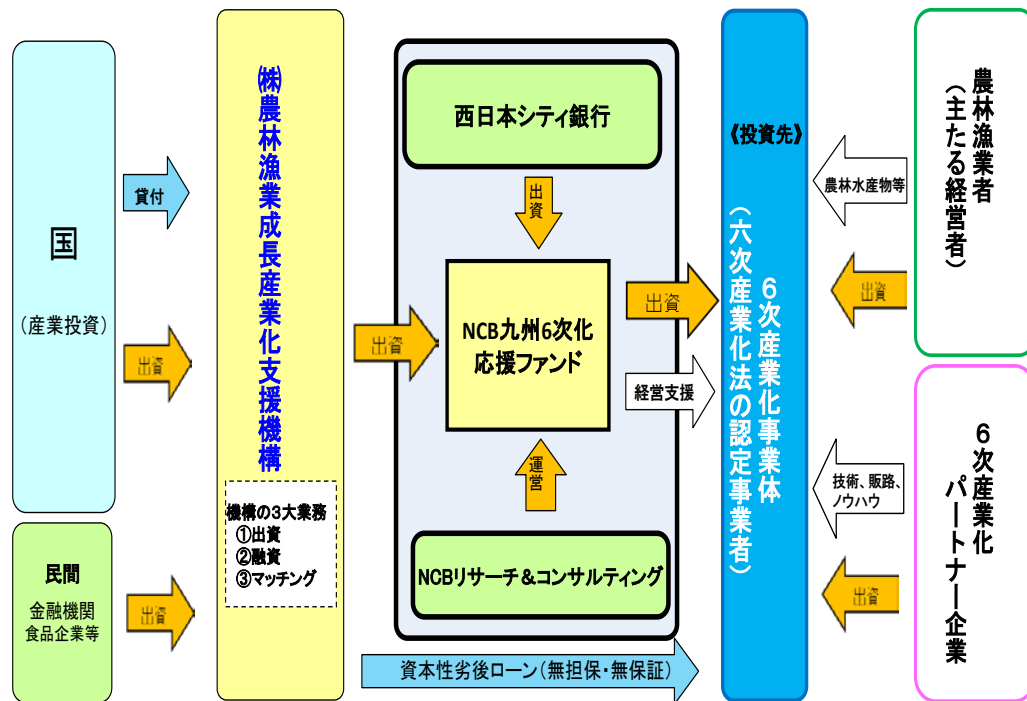 国
(産業投資)
民間
金融機関
食品企業等
貸付
出資
出資
㈱農林漁業成長産業化支援機構
機構の3大業務
①出資
②融資
③マッチング
出資
西日本シティ銀行
出資
NCB九州6次化
応援ファンド
運営
NCBリサーチ&コンサルティング
出資
経営支援
資本性劣後ローン(無担保・無保証)
《投資先》
6次産業化事業体
(六次産業化法の認定事業者)
農林水産物等
出資
技術、販路、
ノウハウ
出資
農林漁業者
(主たる経営者)
6次産業化
パートナー企業